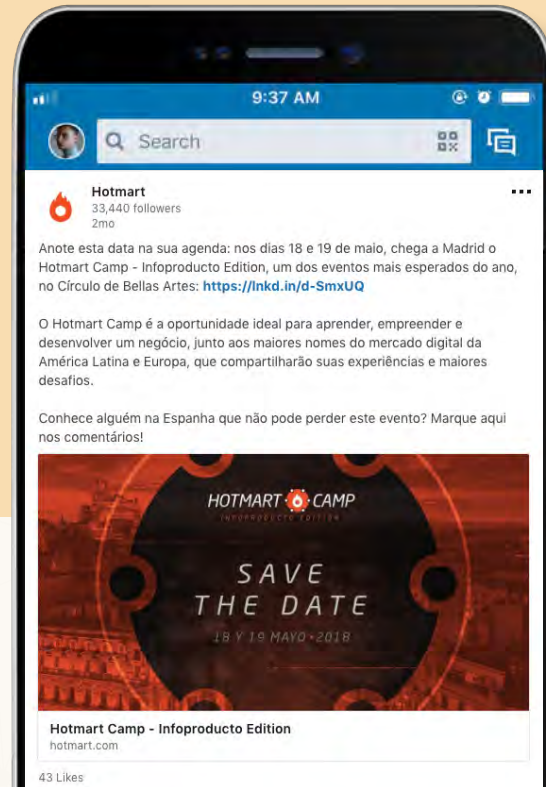 9:37 AM
Search
Hotmart
33,440 followers
2mo
Anote esta data na sua agenda: nos dias 18 e 19 de maio, chega a Madrid o
Hotmart Camp - Infoproducto Edition, um dos eventos mais esperados do ano,
no Círculo de Bellas Artes: https://lnkd.in/d-SmxUQ
O Hotmart Camp é a oportunidade ideal para aprender, empreender e
desenvolver um negócio, junto aos maiores nomes do mercado digital da
América Latina e Europa, que compartilharão suas experiências e maiores
desafios.
Conhece alguém na Espanha que não pode perder este evento? Marque aqui
nos comentários!
HOTMART CAMP
INFOPRODUCTO EDITION
SAVE
THE DATE
18 Y 19 MAYO • 2018
Hotmart Camp - Infoproducto Edition
hotmart.com
43 Likes